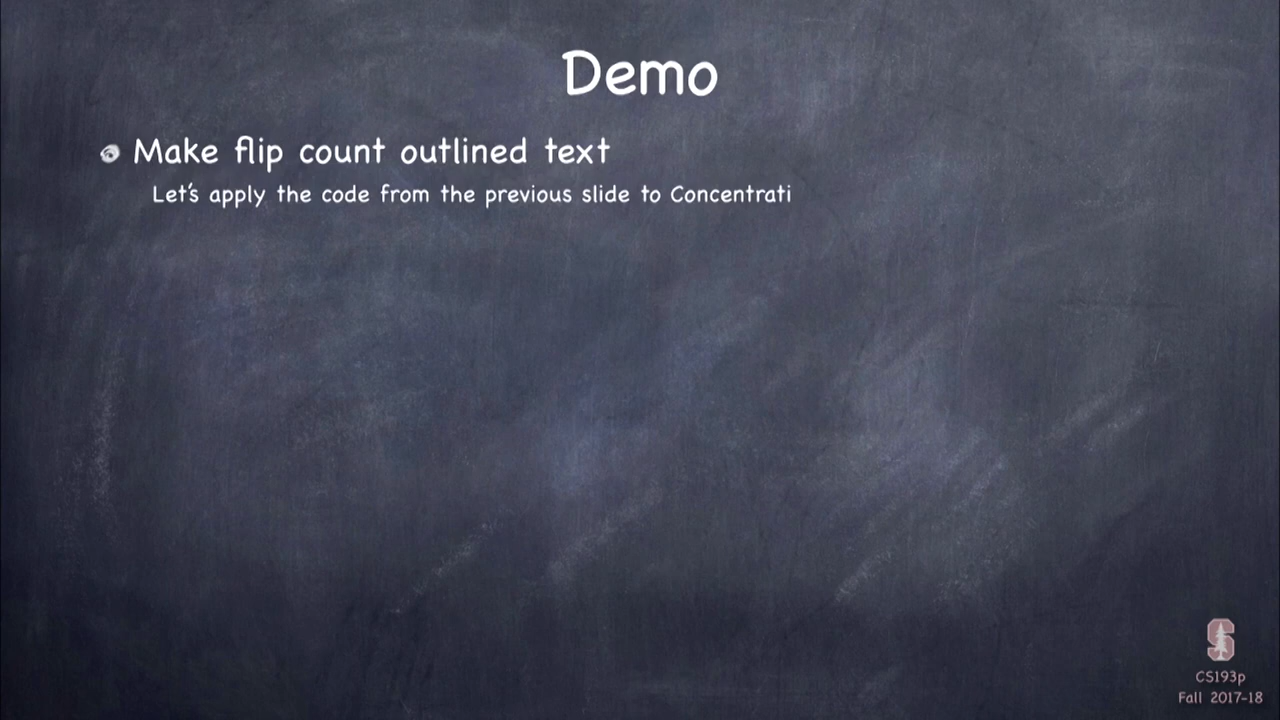 Demo
Make flip count outlined text
Let's apply the code from the previous slide to Concentrati
S
CS193p
Fall 2017-18